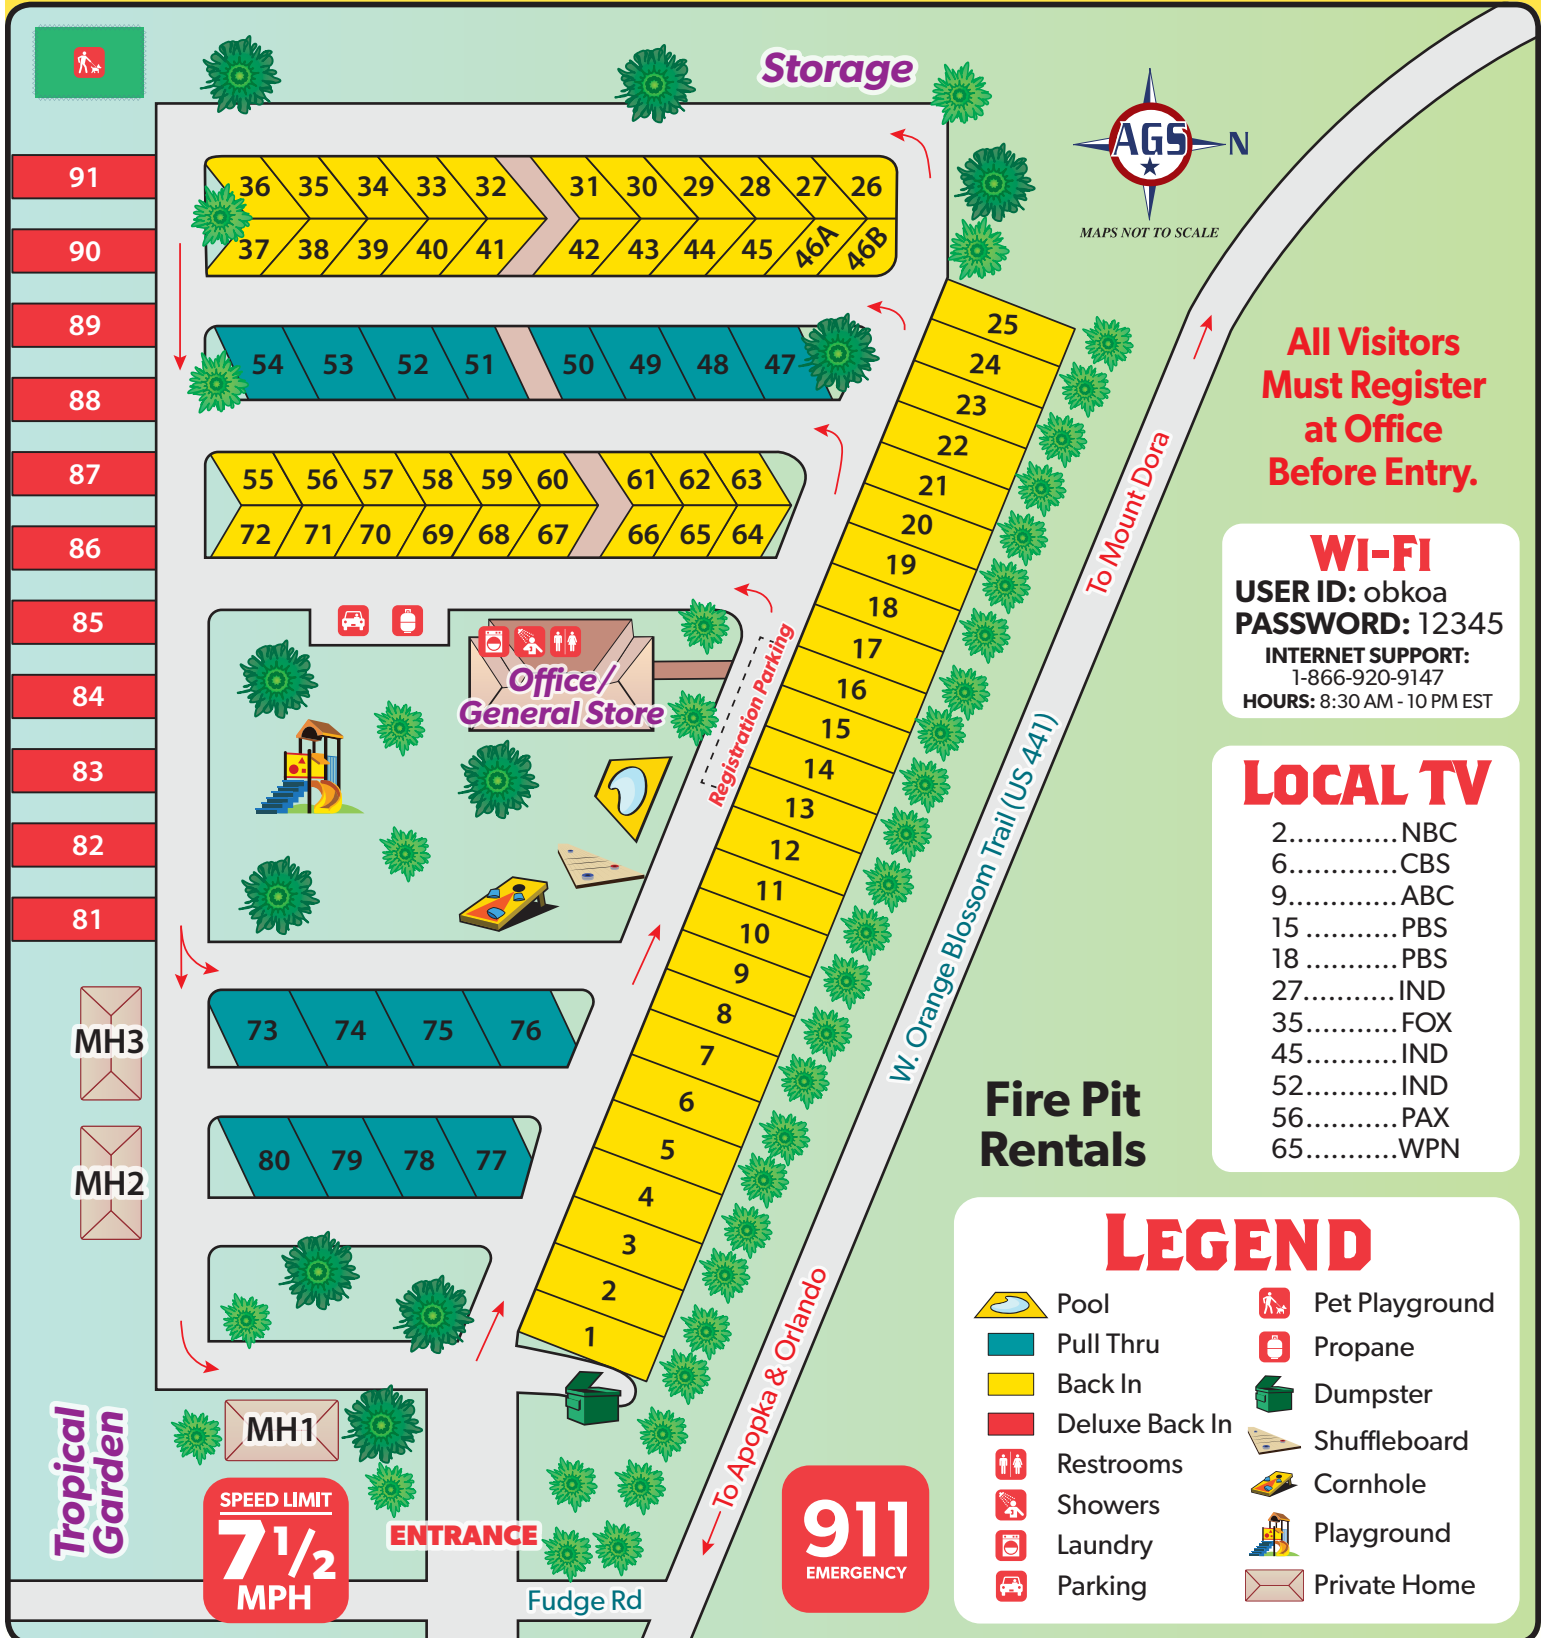 Storage
AGS N
MAPS NOT TO SCALE
91
90
89
88
87
86
85
84
83
82
81
36 35 34 33 32 31 30 29 28 27 26
37 38 39 40 41 42 43 44 45 46A 46B
54 53 52 51 50 49 48 47
55 56 57 58 59 60 61 62 63
72 71 70 69 68 67 66 65 64
25
24
23
22
21
20
19
18
17
16
15
14
13
12
11
10
9
8
7
6
5
4
3
2
1
Office/
General Store
Registration Parking
73 74 75 76
80 79 78 77
MH3
MH2
MH1
Tropical
Garden
SPEED LIMIT
7 1/2
MPH
ENTRANCE
Fudge Rd
To Mount Dora
W. Orange Blossom Trail (US 441)
To Apopka & Orlando
911
EMERGENCY
All Visitors
Must Register
at Office
Before Entry.
WI-FI
USER ID: obkoa
PASSWORD: 12345
INTERNET SUPPORT:
1-866-920-9147
HOURS: 8:30 AM - 10 PM EST
LOCAL TV
2.............NBC
6.............CBS
9.............ABC
15 ...........PBS
18 ...........PBS
27...........IND
35...........FOX
45...........IND
52...........IND
56...........PAX
65...........WPN
Fire Pit
Rentals
LEGEND
Pool
Pull Thru
Back In
Deluxe Back In
Restrooms
Showers
Laundry
Parking
Pet Playground
Propane
Dumpster
Shuffleboard
Cornhole
Playground
Private Home